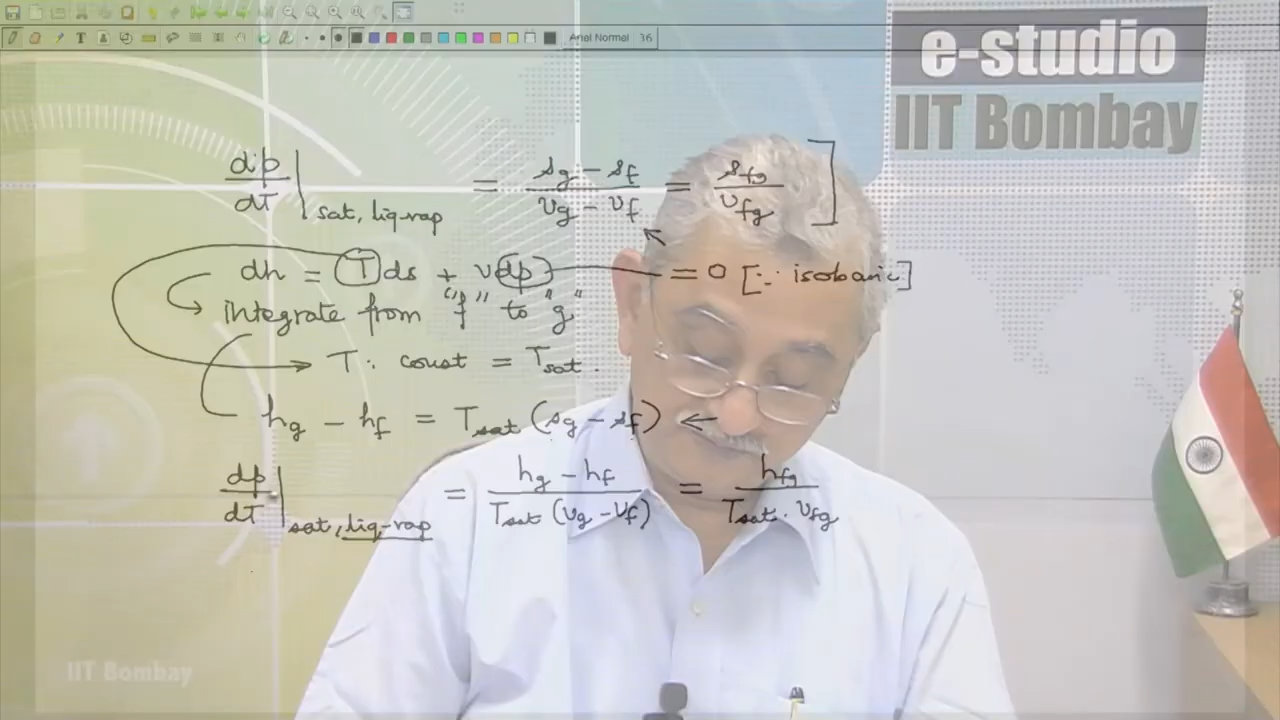 Arial Normal 36
e-studio
IIT Bombay
dp/dT |sat, liq-vap = (sg − sf)/(vg − vf) = sfg/vfg ]
dh = T ds + v dp = 0 [∵ isobaric]
integrate from "f" to "g"
T : const = Tsat.
hg − hf = Tsat (sg − sf) ←
dp/dT |sat, liq-vap = (hg − hf)/(Tsat (vg − vf)) = hfg/(Tsat . vfg)
IIT Bombay